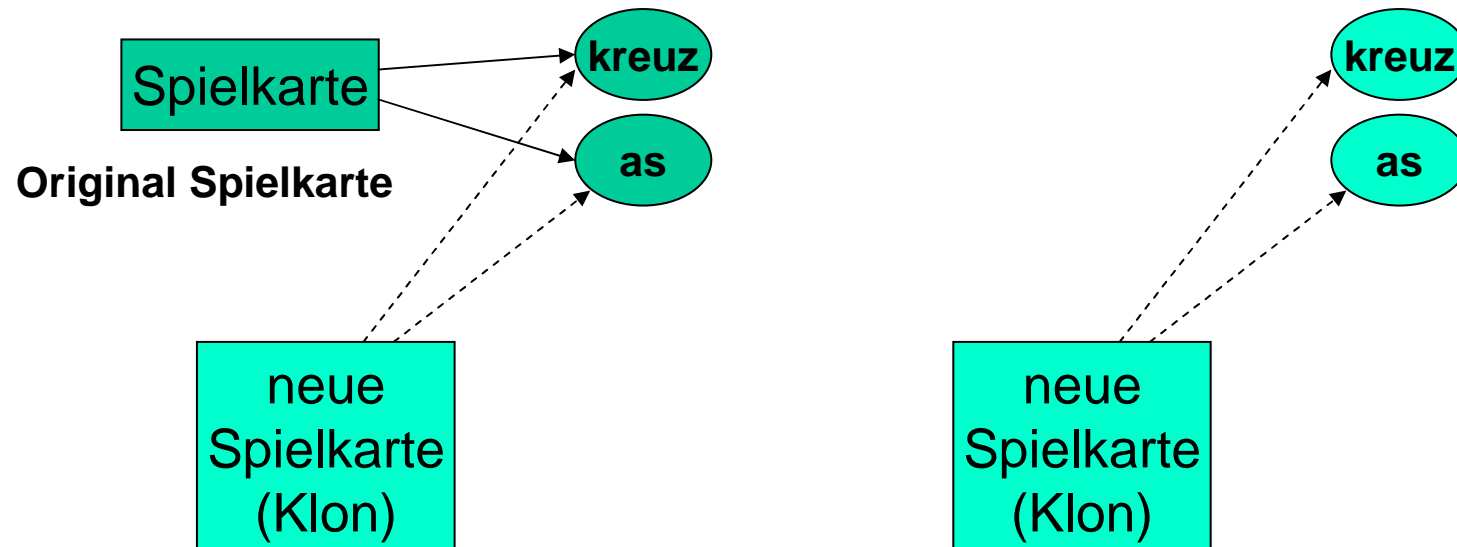 kreuz
Spielkarte
as
Original Spielkarte
neue
Spielkarte
(Klon)
kreuz
as
neue
Spielkarte
(Klon)